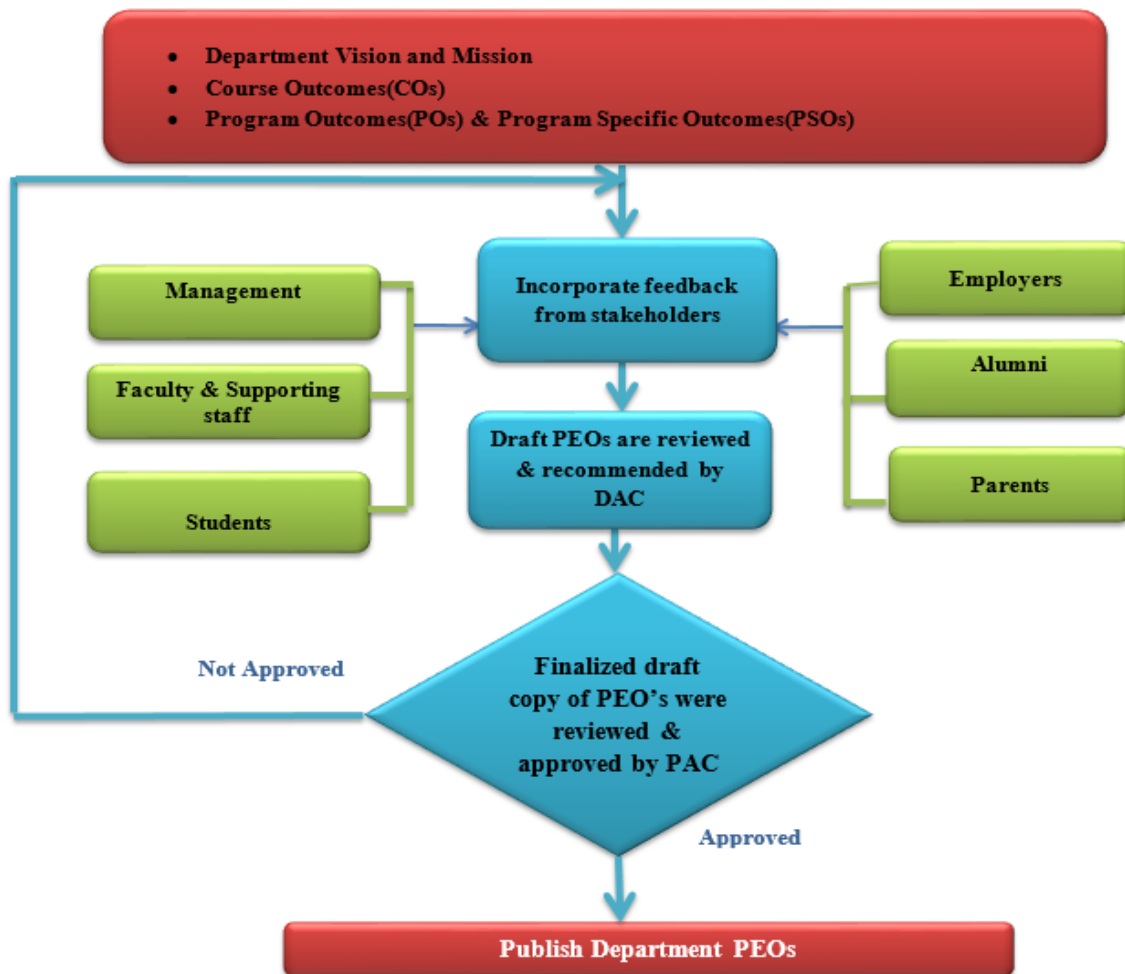 • Department Vision and Mission
• Course Outcomes(COs)
• Program Outcomes(POs) & Program Specific Outcomes(PSOs)
Management
Faculty & Supporting
staff
Students
Incorporate feedback
from stakeholders
Employers
Alumni
Parents
Draft PEOs are reviewed
& recommended by
DAC
Not Approved
Finalized draft
copy of PEO’s were
reviewed &
approved by PAC
Approved
Publish Department PEOs